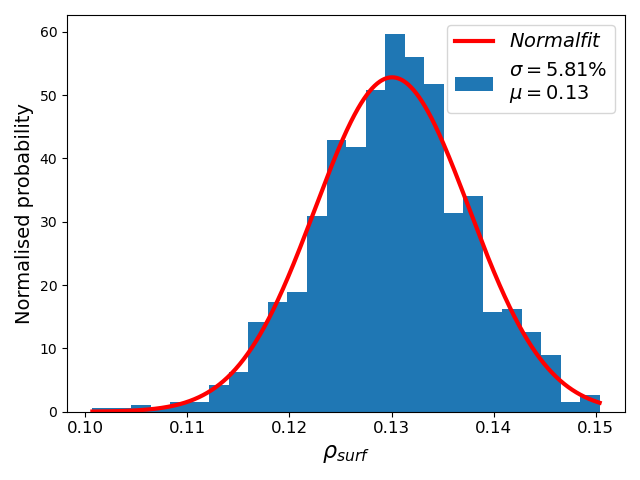 Normalfit
σ = 5.81%
μ = 0.13
Normalised probability
60
50
40
30
20
10
0
0.10 0.11 0.12 0.13 0.14 0.15
ρsurf